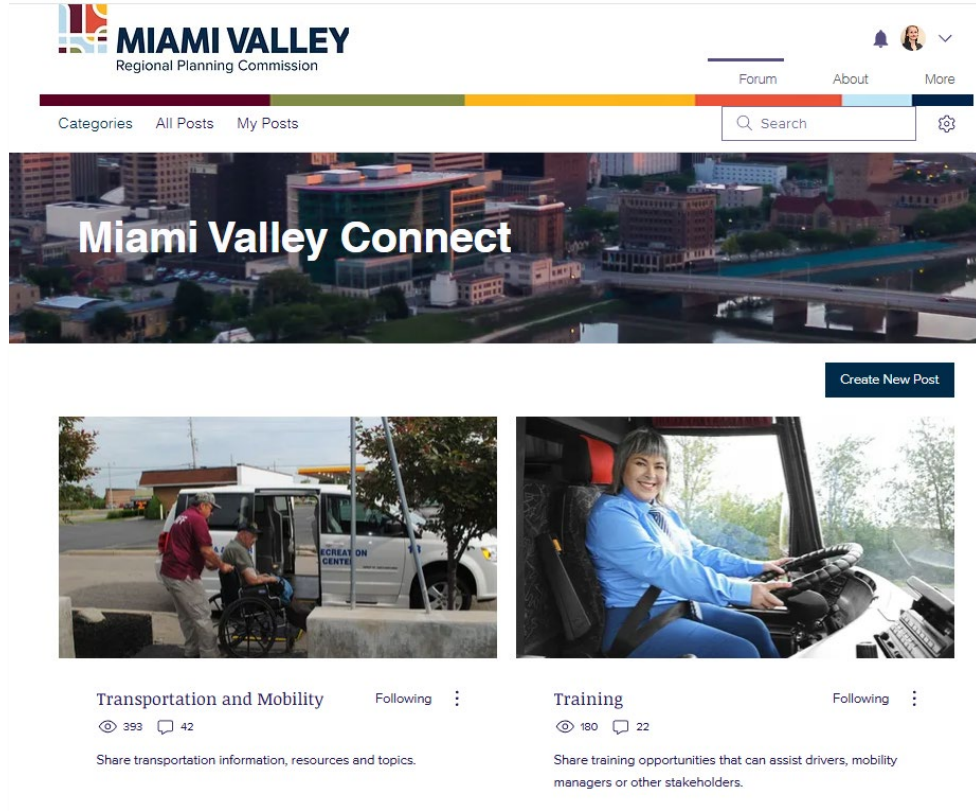 MIAMI VALLEY
Regional Planning Commission
Forum About More
Categories All Posts My Posts
Search
Miami Valley Connect
Create New Post
ECREATION
CENTER
Transportation and Mobility Following
393 42
Share transportation information, resources and topics.
Training Following
180 22
Share training opportunities that can assist drivers, mobility
managers or other stakeholders.